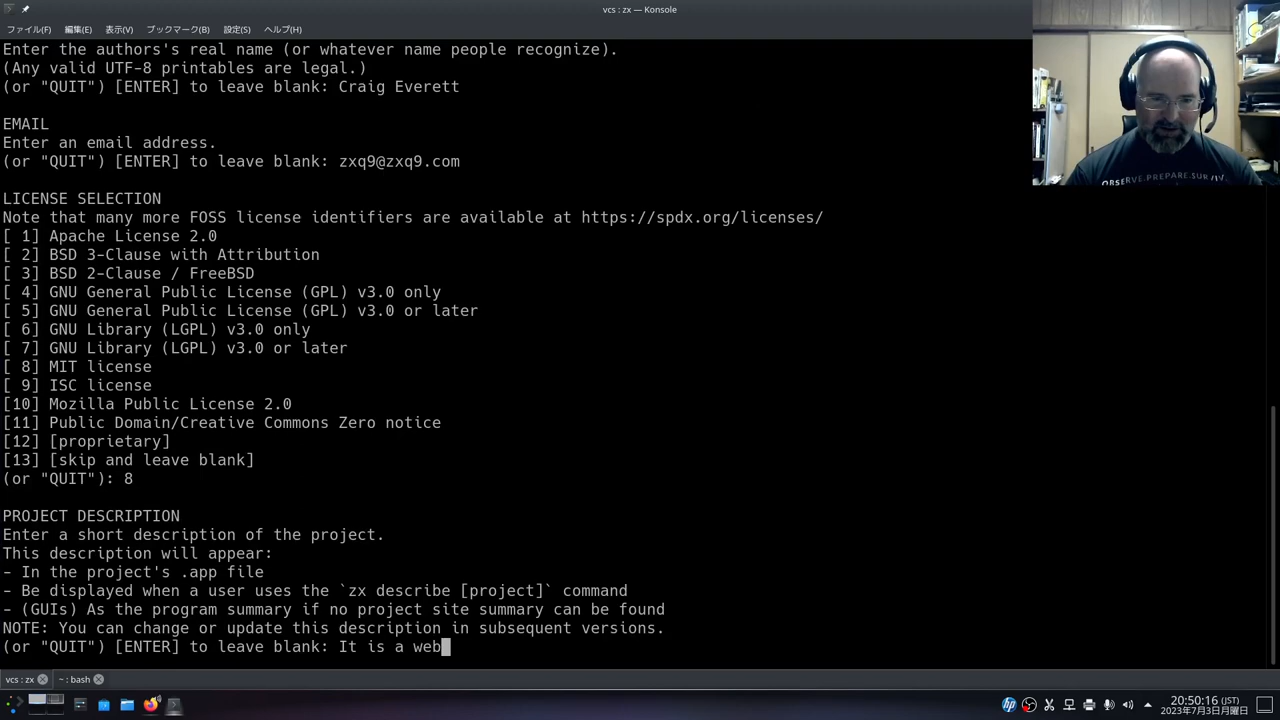 vcs : zx — Konsole
ファイル(F) 編集(E) 表示(V) ブックマーク(B) 設定(S) ヘルプ(H)
Enter the authors's real name (or whatever name people recognize).
(Any valid UTF-8 printables are legal.)
(or "QUIT") [ENTER] to leave blank: Craig Everett
EMAIL
Enter an email address.
(or "QUIT") [ENTER] to leave blank: zxq9@zxq9.com
LICENSE SELECTION
Note that many more FOSS license identifiers are available at https://spdx.org/licenses/
[ 1] Apache License 2.0
[ 2] BSD 3-Clause with Attribution
[ 3] BSD 2-Clause / FreeBSD
[ 4] GNU General Public License (GPL) v3.0 only
[ 5] GNU General Public License (GPL) v3.0 or later
[ 6] GNU Library (LGPL) v3.0 only
[ 7] GNU Library (LGPL) v3.0 or later
[ 8] MIT license
[ 9] ISC license
[10] Mozilla Public License 2.0
[11] Public Domain/Creative Commons Zero notice
[12] [proprietary]
[13] [skip and leave blank]
(or "QUIT"): 8
PROJECT DESCRIPTION
Enter a short description of the project.
This description will appear:
- In the project's .app file
- Be displayed when a user uses the `zx describe [project]` command
- (GUIs) As the program summary if no project site summary can be found
NOTE: You can change or update this description in subsequent versions.
(or "QUIT") [ENTER] to leave blank: It is a web
vcs : zx ~ : bash
20:50:16 (JST)
2023年7月3日月曜日
OBSERVE.PREPARE.